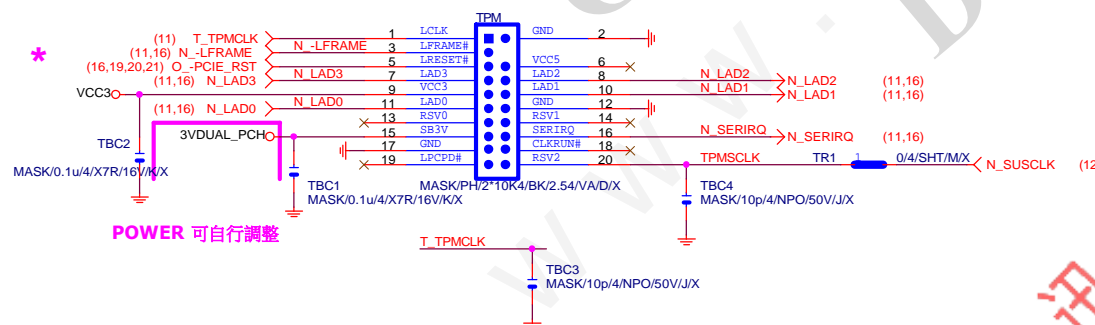 TPM
(11) T_TPMCLK 1 LCLK GND 2
(11,16) N_-LFRAME N_-LFRAME 3 LFRAME#
(16,19,20,21) O_-PCIE_RST 5 LRESET# VCC5 6
(11,16) N_LAD3 N_LAD3 7 LAD3 LAD2 8 N_LAD2 N_LAD2 (11,16)
VCC3 9 VCC3 LAD1 10 N_LAD1 N_LAD1 (11,16)
(11,16) N_LAD0 N_LAD0 11 LAD0 GND 12
13 RSV0 RSV1 14
3VDUAL_PCH 15 SB3V SERIRQ 16 N_SERIRQ N_SERIRQ (11,16)
17 GND CLKRUN# 18
19 LPCPD# RSV2 20 TPMSCLK TR1 1 0/4/SHT/M/X N_SUSCLK (12
*
TBC2
MASK/0.1u/4/X7R/16V/K/X
TBC1
MASK/0.1u/4/X7R/16V/K/X
MASK/PH/2*10K4/BK/2.54/VA/D/X
TBC4
MASK/10p/4/NPO/50V/J/X
POWER 可自行調整
T_TPMCLK
TBC3
MASK/10p/4/NPO/50V/J/X
w w .